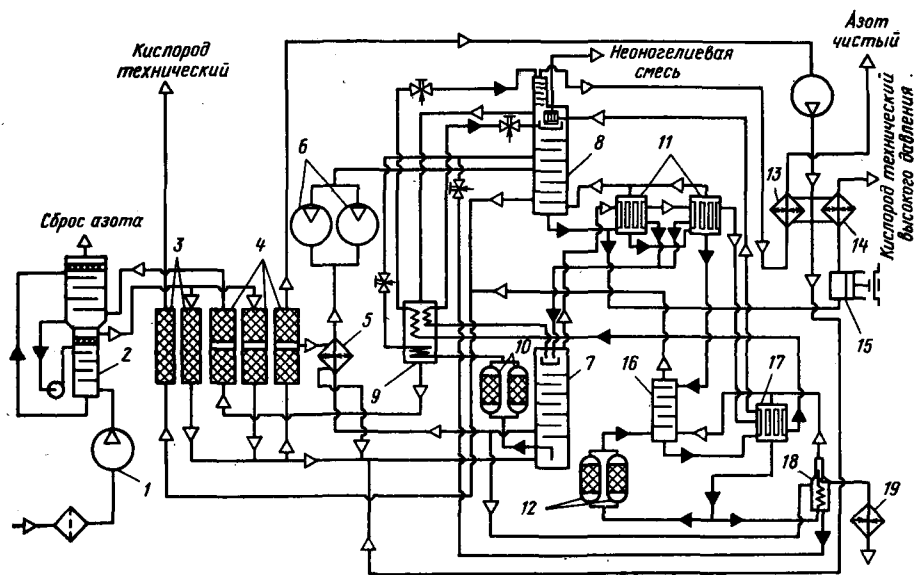 Кислород
технический
Сброс азота
Неоногелиевая
смесь
Азот
чистый
Кислород технический
высокого давления
1
2
3
4
5
6
7
8
9
10
11
12
13
14
15
16
17
18
19